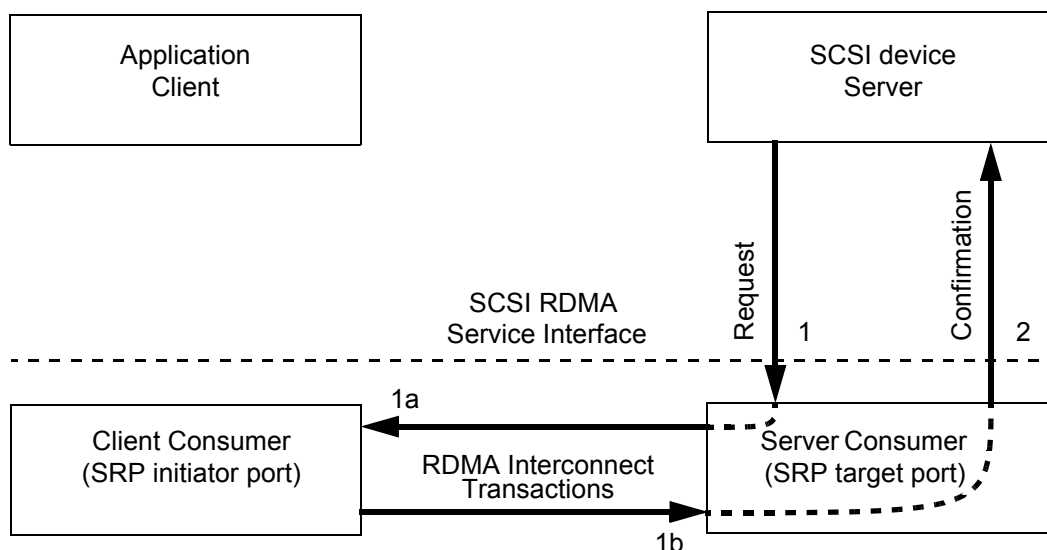 Application
Client
SCSI device
Server
Request
Confirmation
SCSI RDMA
Service Interface
1
2
1a
Client Consumer
(SRP initiator port)
RDMA Interconnect
Transactions
Server Consumer
(SRP target port)
1b